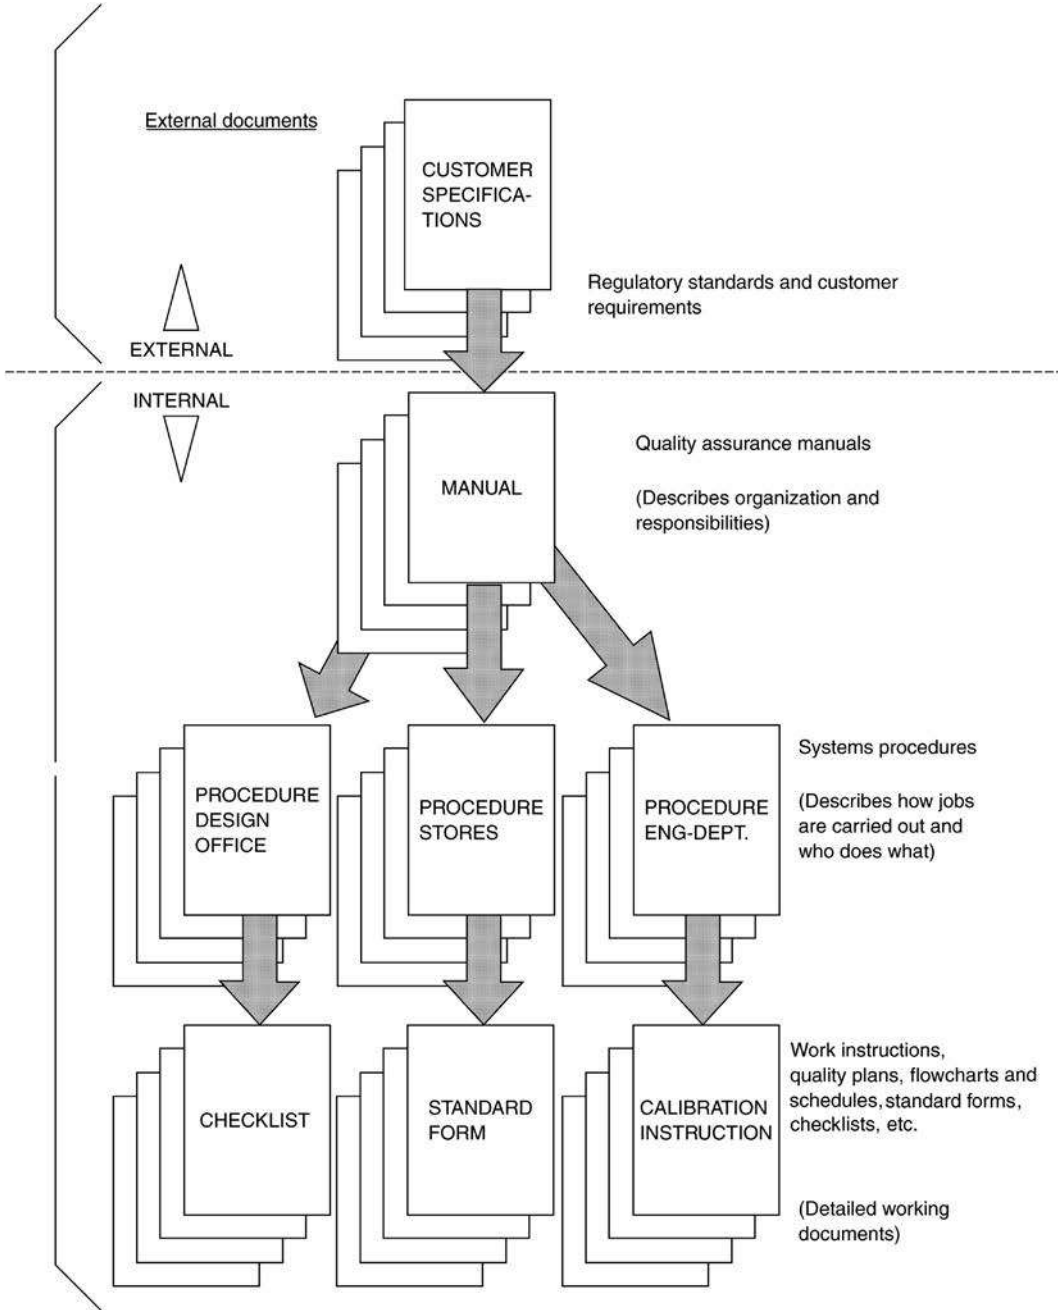 External documents
CUSTOMER
SPECIFICA-
TIONS
Regulatory standards and customer
requirements
EXTERNAL
INTERNAL
MANUAL
Quality assurance manuals
(Describes organization and
responsibilities)
PROCEDURE
DESIGN
OFFICE
PROCEDURE
STORES
PROCEDURE
ENG-DEPT.
Systems procedures
(Describes how jobs
are carried out and
who does what)
CHECKLIST
STANDARD
FORM
CALIBRATION
INSTRUCTION
Work instructions,
quality plans, flowcharts and
schedules, standard forms,
checklists, etc.
(Detailed working
documents)